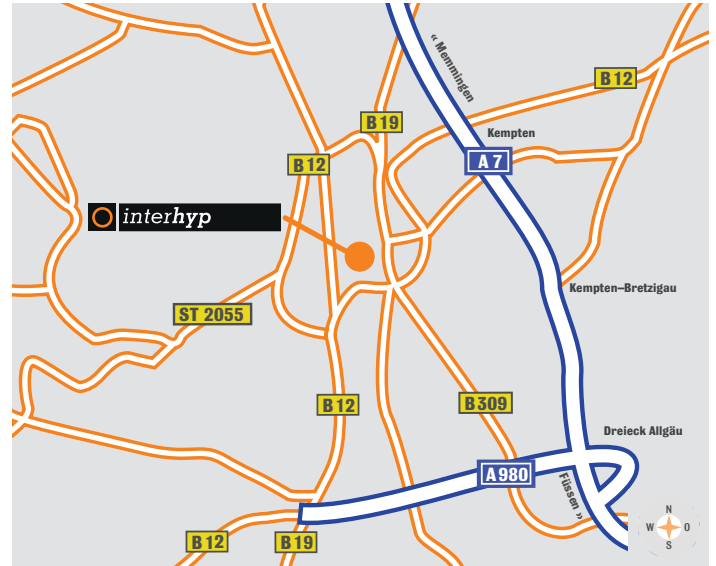 « Memmingen
B 12
B 19
Kempten
A 7
B 12
interhyp
Kempten–Bretzigau
ST 2055
B 12
B 309
Dreieck Allgäu
A 980
Füssen »
N
W O
S
B 12
B 19